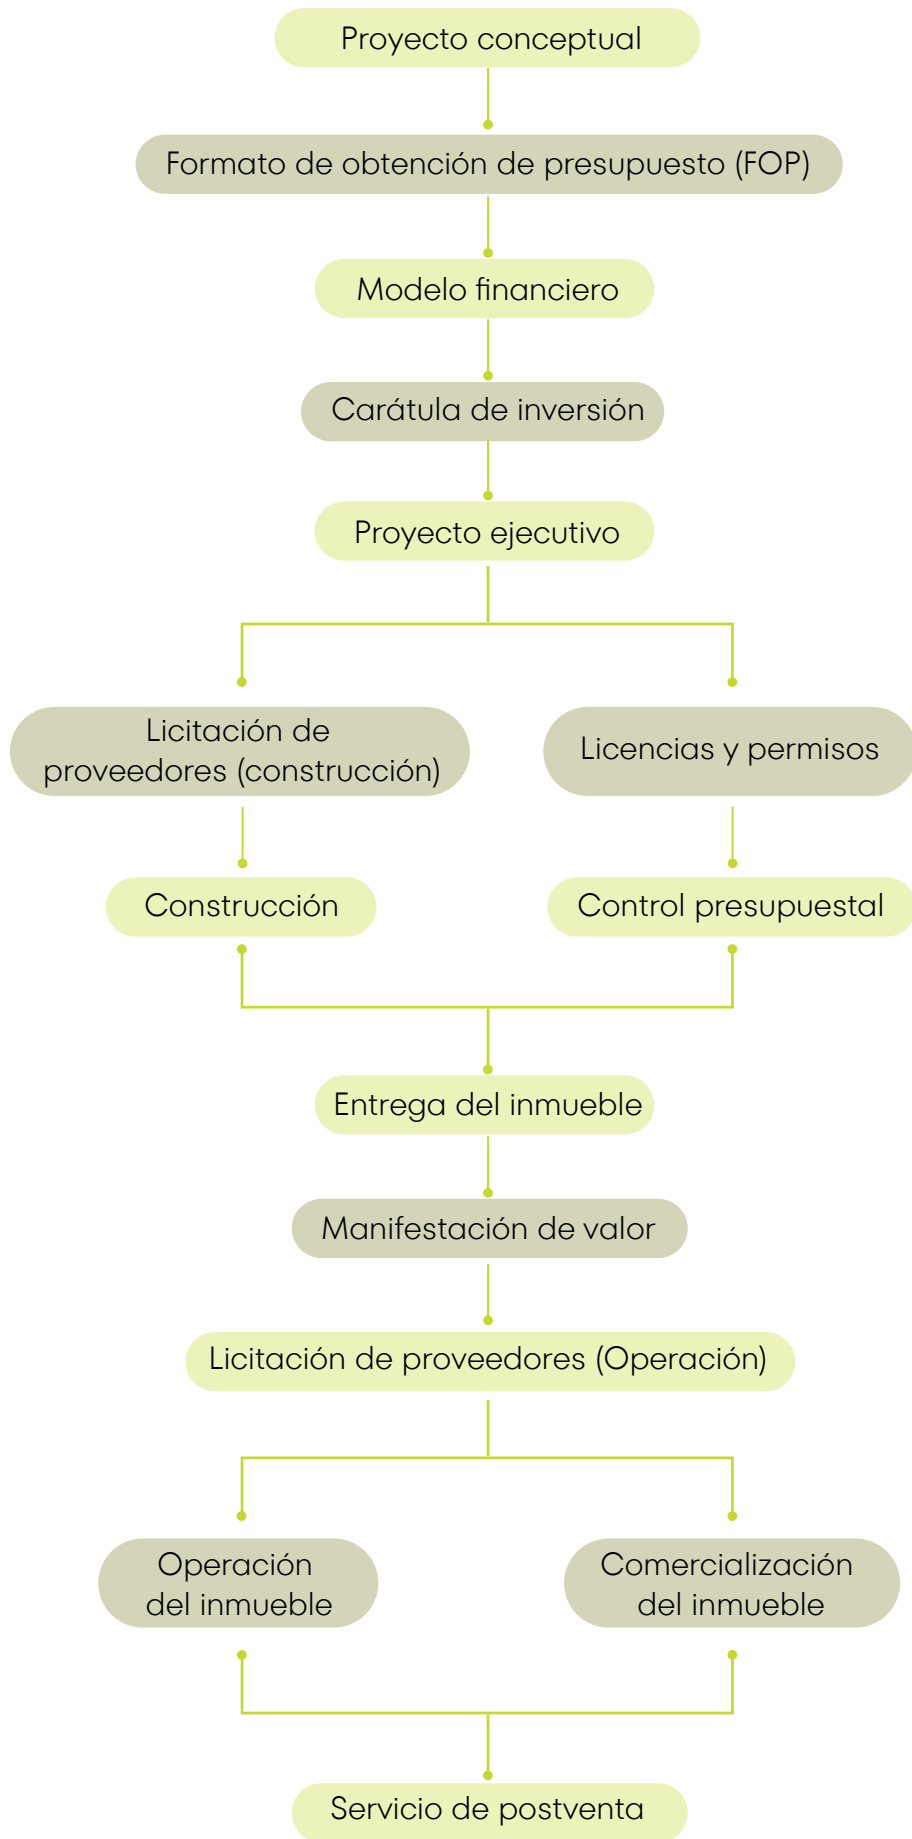 Proyecto conceptual
Formato de obtención de presupuesto (FOP)
Modelo financiero
Carátula de inversión
Proyecto ejecutivo
Licitación de
proveedores (construcción)
Licencias y permisos
Construcción
Control presupuestal
Entrega del inmueble
Manifestación de valor
Licitación de proveedores (Operación)
Operación
del inmueble
Comercialización
del inmueble
Servicio de postventa